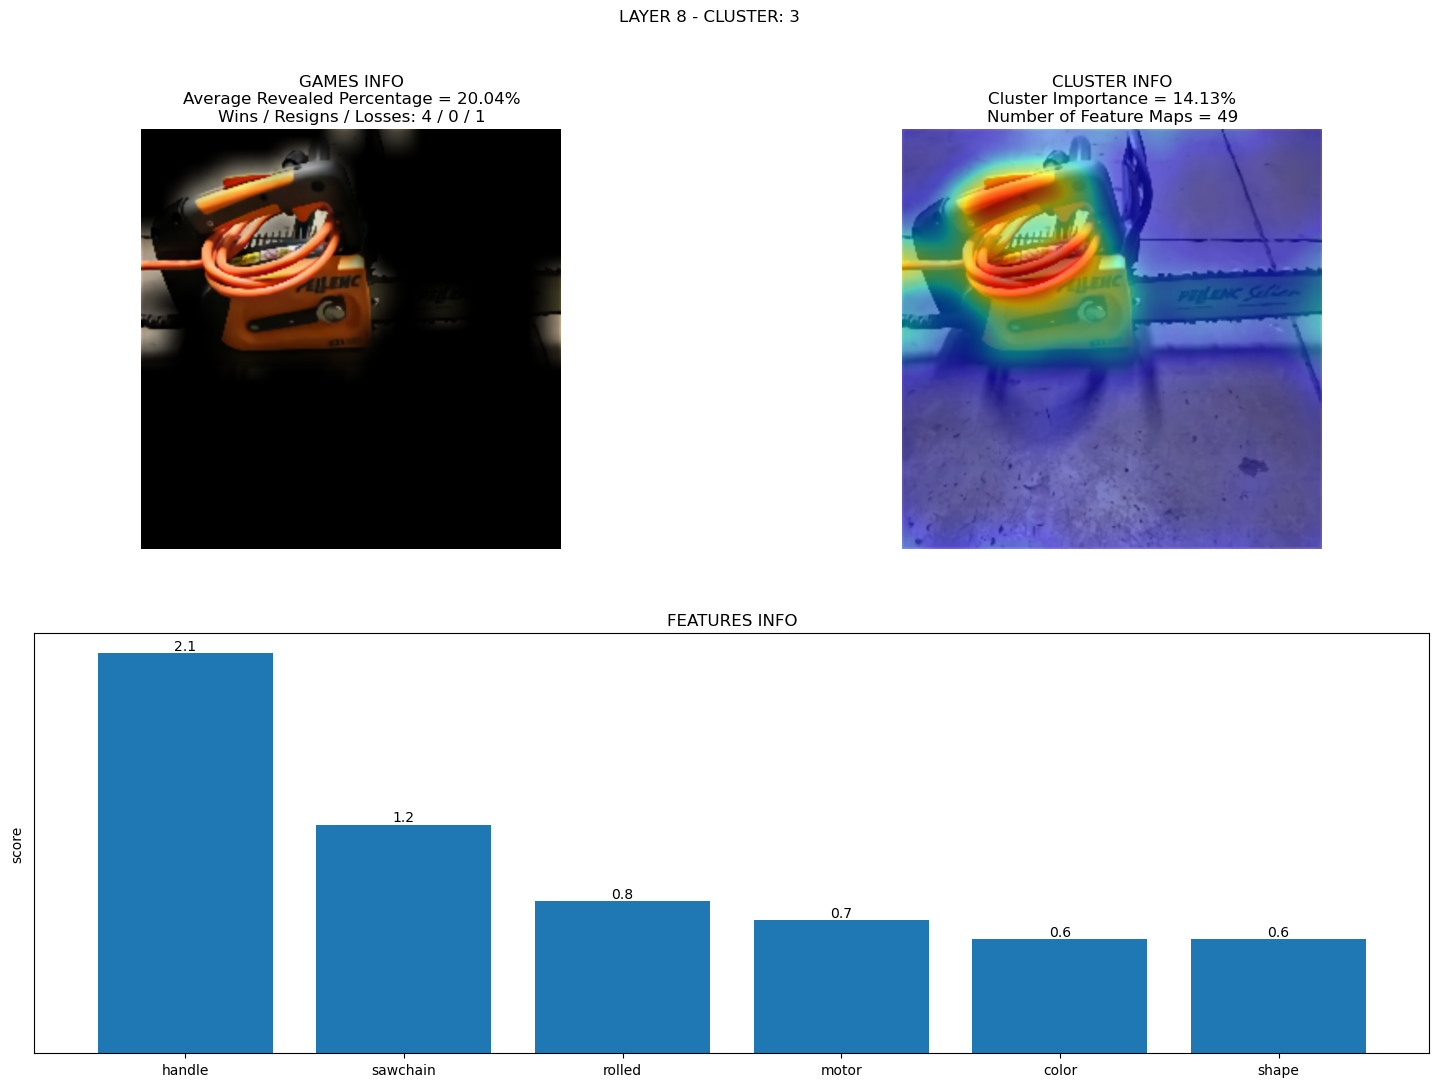 LAYER 8 - CLUSTER: 3
GAMES INFO
Average Revealed Percentage = 20.04%
Wins / Resigns / Losses: 4 / 0 / 1
CLUSTER INFO
Cluster Importance = 14.13%
Number of Feature Maps = 49
PELLENC
PELLENC
PELLENC Selion
FEATURES INFO
score
2.1
1.2
0.8
0.7
0.6
0.6
handle
sawchain
rolled
motor
color
shape